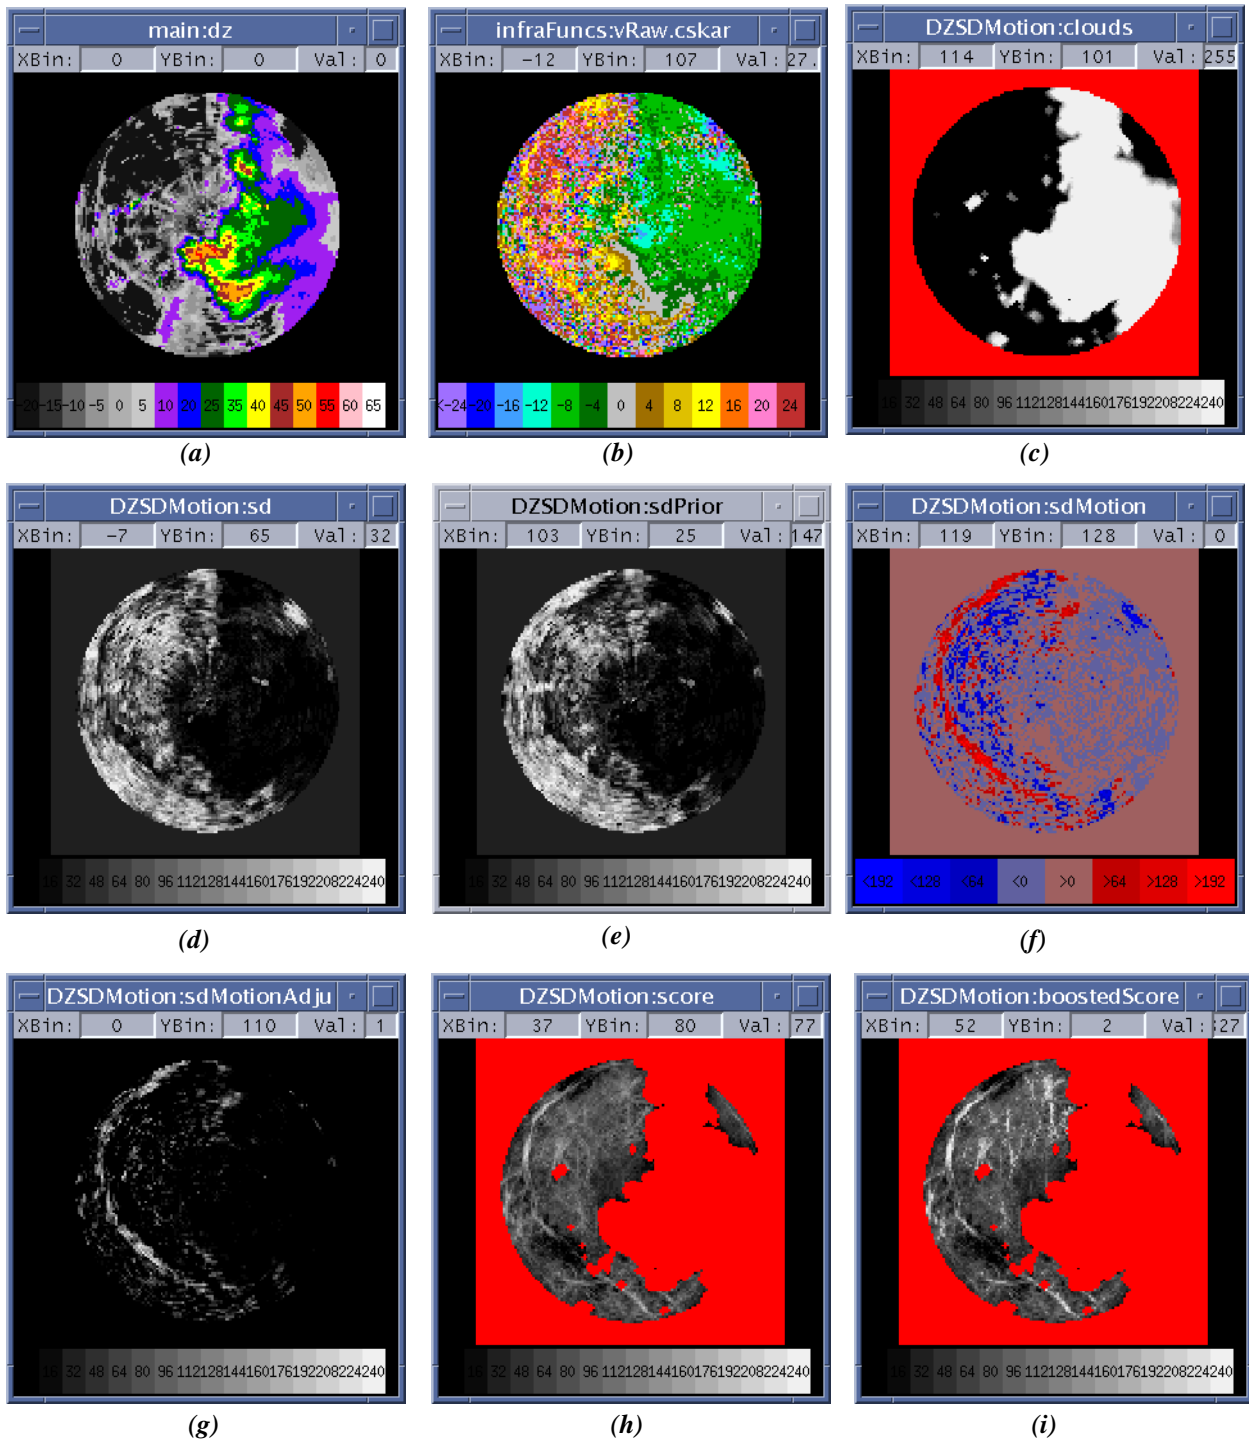 main:dz
XBin: 0 YBin: 0 Val: 0
-20 -15 -10 -5 0 5 10 20 25 35 40 45 50 55 60 65
(a)
infraFuncs:vRaw.cskar
XBin: -12 YBin: 107 Val: 27.
<-24 -20 -16 -12 -8 -4 0 4 8 12 16 20 24
(b)
DZSDMotion:clouds
XBin: 114 YBin: 101 Val: 255
16 32 48 64 80 96 112 128 144 160 176 192 208 224 240
(c)
DZSDMotion:sd
XBin: -7 YBin: 65 Val: 32
16 32 48 64 80 96 112 128 144 160 176 192 208 224 240
(d)
DZSDMotion:sdPrior
XBin: 103 YBin: 25 Val: 147
16 32 48 64 80 96 112 128 144 160 176 192 208 224 240
(e)
DZSDMotion:sdMotion
XBin: 119 YBin: 128 Val: 0
<192 <128 <64 <0 >0 >64 >128 >192
(f)
DZSDMotion:sdMotionAdju
XBin: 0 YBin: 110 Val: 1
16 32 48 64 80 96 112 128 144 160 176 192 208 224 240
(g)
DZSDMotion:score
XBin: 37 YBin: 80 Val: 77
16 32 48 64 80 96 112 128 144 160 176 192 208 224 240
(h)
DZSDMotion:boostedScore
XBin: 52 YBin: 2 Val: 27
16 32 48 64 80 96 112 128 144 160 176 192 208 224 240
(i)